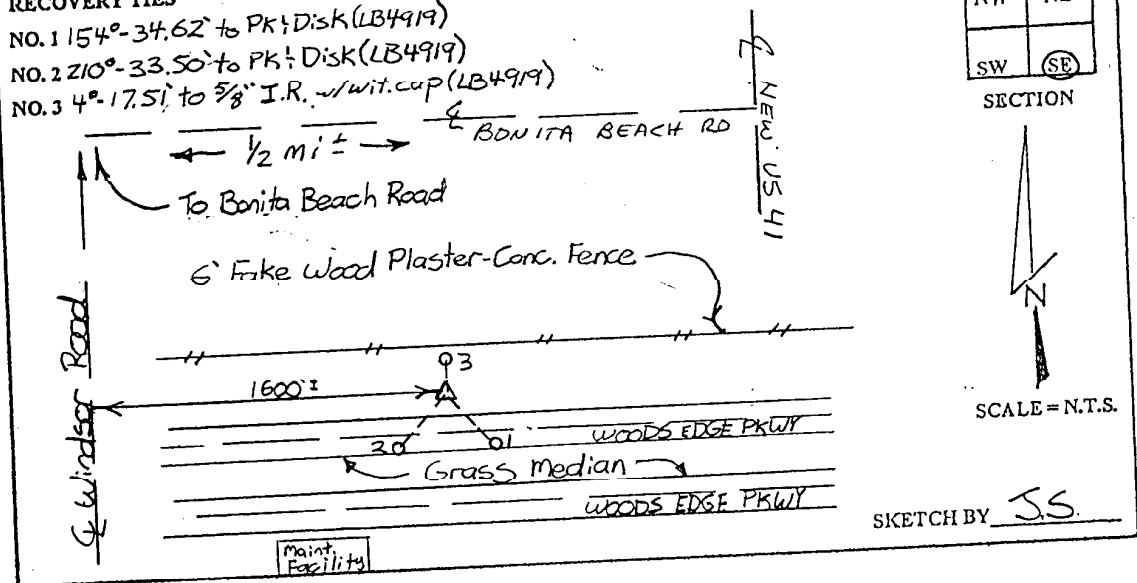 RECOVERY TIES
NO. 1 154°-34.62' to PK & Disk (LB4919)
NO. 2 210°-33.50' to PK & Disk (LB4919)
NO. 3 4°-17.51' to 5/8" I.R. w/wit. cap (LB4919)
NW NE
SW SE
SECTION
℄ BONITA BEACH RD
1/2 mi ±
℄ NEW US 41
To Bonita Beach Road
6' Fake Wood Plaster-Conc. Fence
N
℄ Windsor Road
3
1600' ±
SCALE = N.T.S.
WOODS EDGE PKWY
2 1
Grass Median
WOODS EDGE PKWY
SKETCH BY J.S.
Maint.
Facility